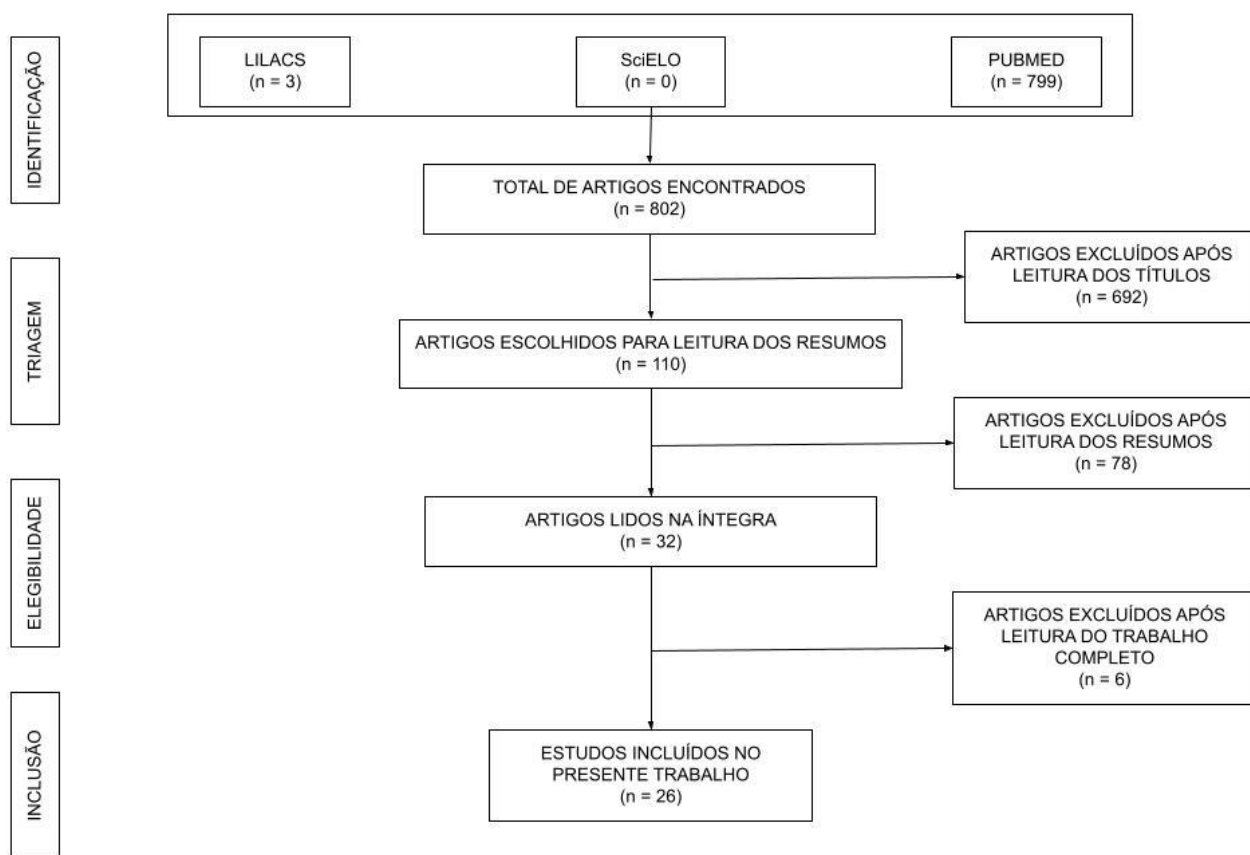 IDENTIFICAÇÃO
LILACS
(n = 3)
SciELO
(n = 0)
PUBMED
(n = 799)
TOTAL DE ARTIGOS ENCONTRADOS
(n = 802)
TRIAGEM
ARTIGOS EXCLUÍDOS APÓS
LEITURA DOS TÍTULOS
(n = 692)
ARTIGOS ESCOLHIDOS PARA LEITURA DOS RESUMOS
(n = 110)
ARTIGOS EXCLUÍDOS APÓS
LEITURA DOS RESUMOS
(n = 78)
ELEGIBILIDADE
ARTIGOS LIDOS NA ÍNTEGRA
(n = 32)
ARTIGOS EXCLUÍDOS APÓS
LEITURA DO TRABALHO
COMPLETO
(n = 6)
INCLUSÃO
ESTUDOS INCLUÍDOS NO
PRESENTE TRABALHO
(n = 26)